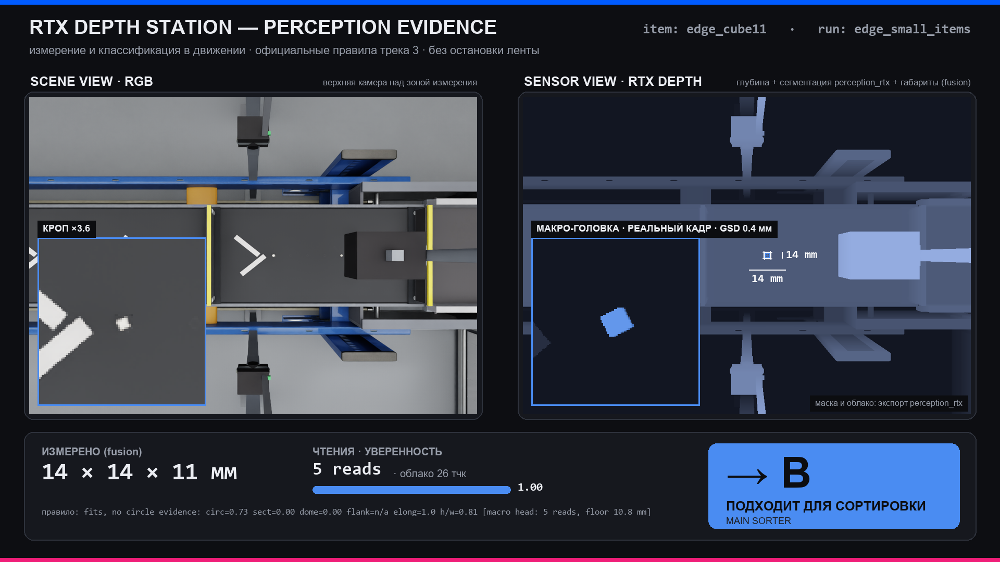 RTX DEPTH STATION — PERCEPTION EVIDENCE
item: edge_cube11 · run: edge_small_items
измерение и классификация в движении · официальные правила трека 3 · без остановки ленты
SCENE VIEW · RGB
верхняя камера над зоной измерения
SENSOR VIEW · RTX DEPTH
глубина + сегментация perception_rtx + габариты (fusion)
КРОП ×3.6
МАКРО-ГОЛОВКА · РЕАЛЬНЫЙ КАДР · GSD 0.4 мм
14 mm
14 mm
маска и облако: экспорт perception_rtx
ИЗМЕРЕНО (fusion)
14 × 14 × 11 мм
ЧТЕНИЯ · УВЕРЕННОСТЬ
5 reads · облако 26 тчк
1.00
правило: fits, no circle evidence: circ=0.73 sect=0.00 dome=0.00 flank=n/a elong=1.0 h/w=0.81 [macro head: 5 reads, floor 10.8 mm]
→ B
ПОДХОДИТ ДЛЯ СОРТИРОВКИ
MAIN SORTER